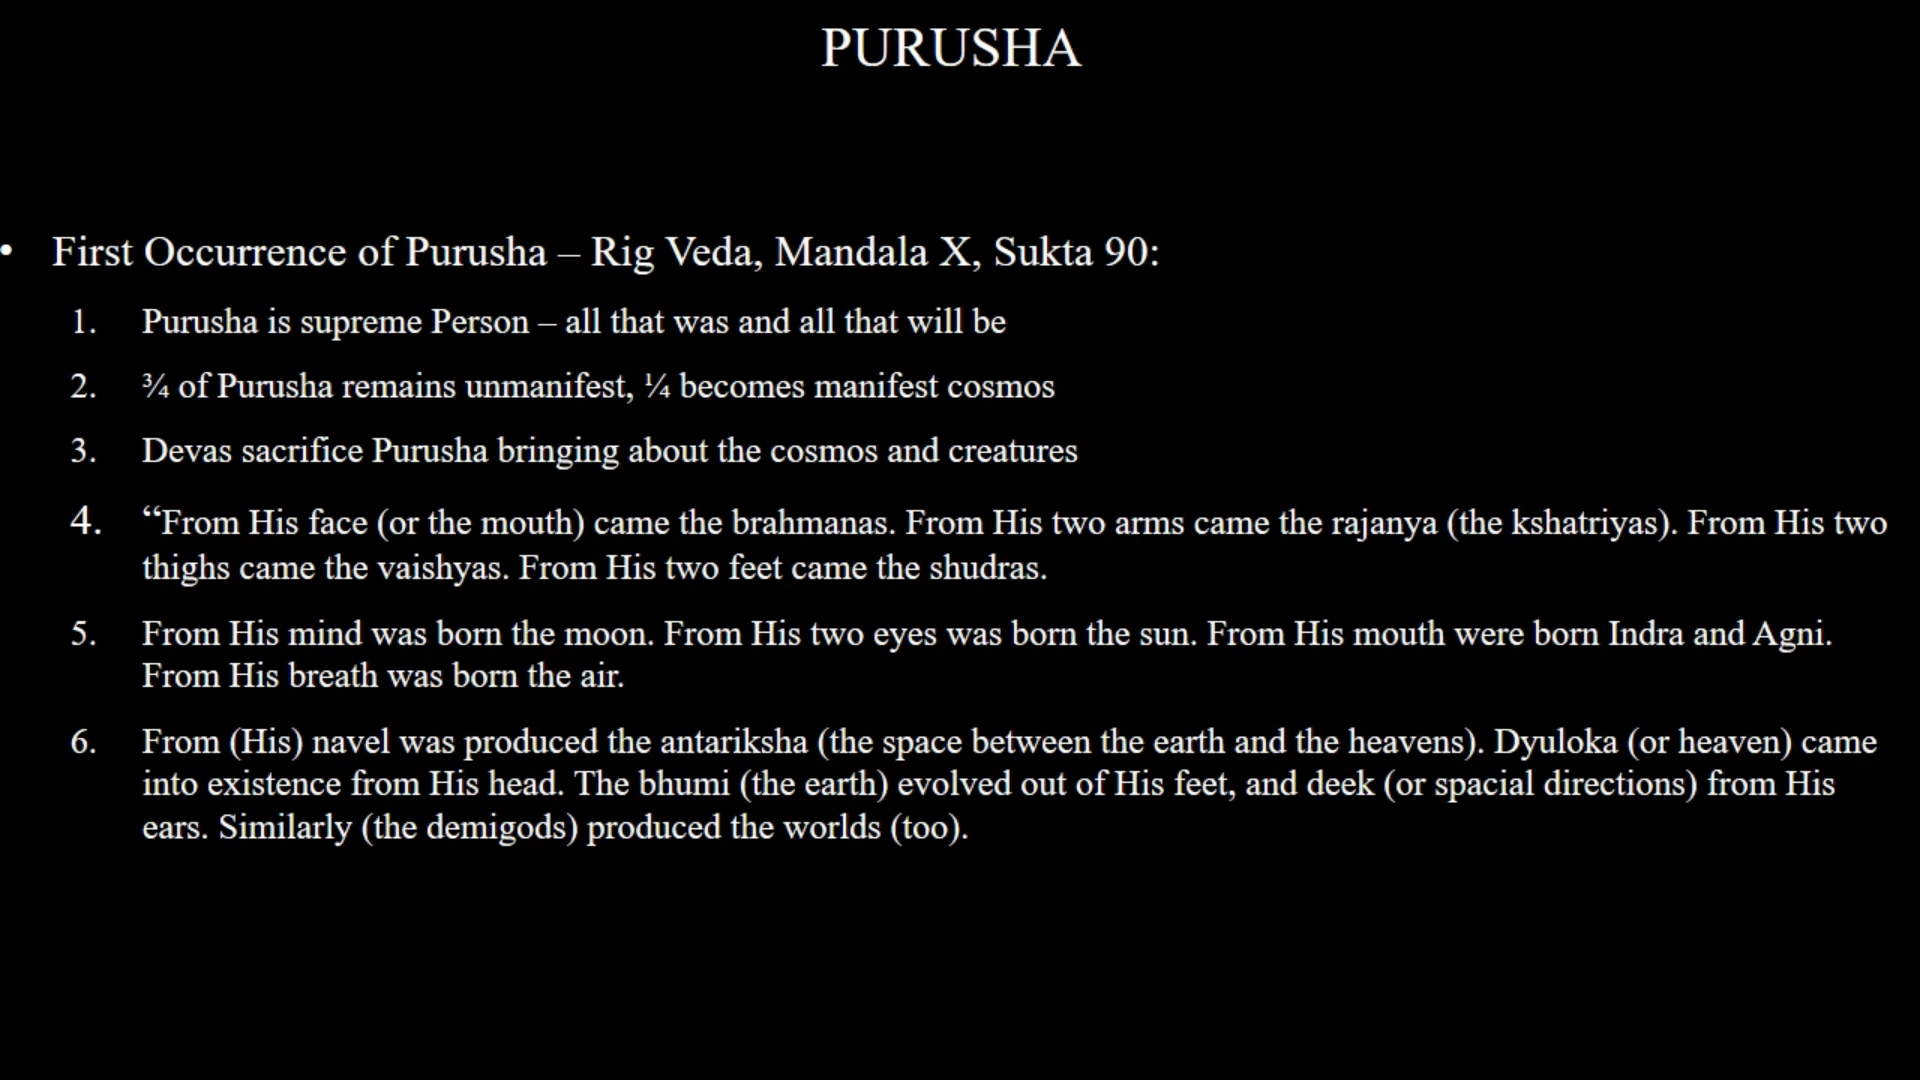 PURUSHA
• First Occurrence of Purusha – Rig Veda, Mandala X, Sukta 90:
1. Purusha is supreme Person – all that was and all that will be
2. ¾ of Purusha remains unmanifest, ¼ becomes manifest cosmos
3. Devas sacrifice Purusha bringing about the cosmos and creatures
4. “From His face (or the mouth) came the brahmanas. From His two arms came the rajanya (the kshatriyas). From His two
thighs came the vaishyas. From His two feet came the shudras.
5. From His mind was born the moon. From His two eyes was born the sun. From His mouth were born Indra and Agni.
From His breath was born the air.
6. From (His) navel was produced the antariksha (the space between the earth and the heavens). Dyuloka (or heaven) came
into existence from His head. The bhumi (the earth) evolved out of His feet, and deek (or spacial directions) from His
ears. Similarly (the demigods) produced the worlds (too).